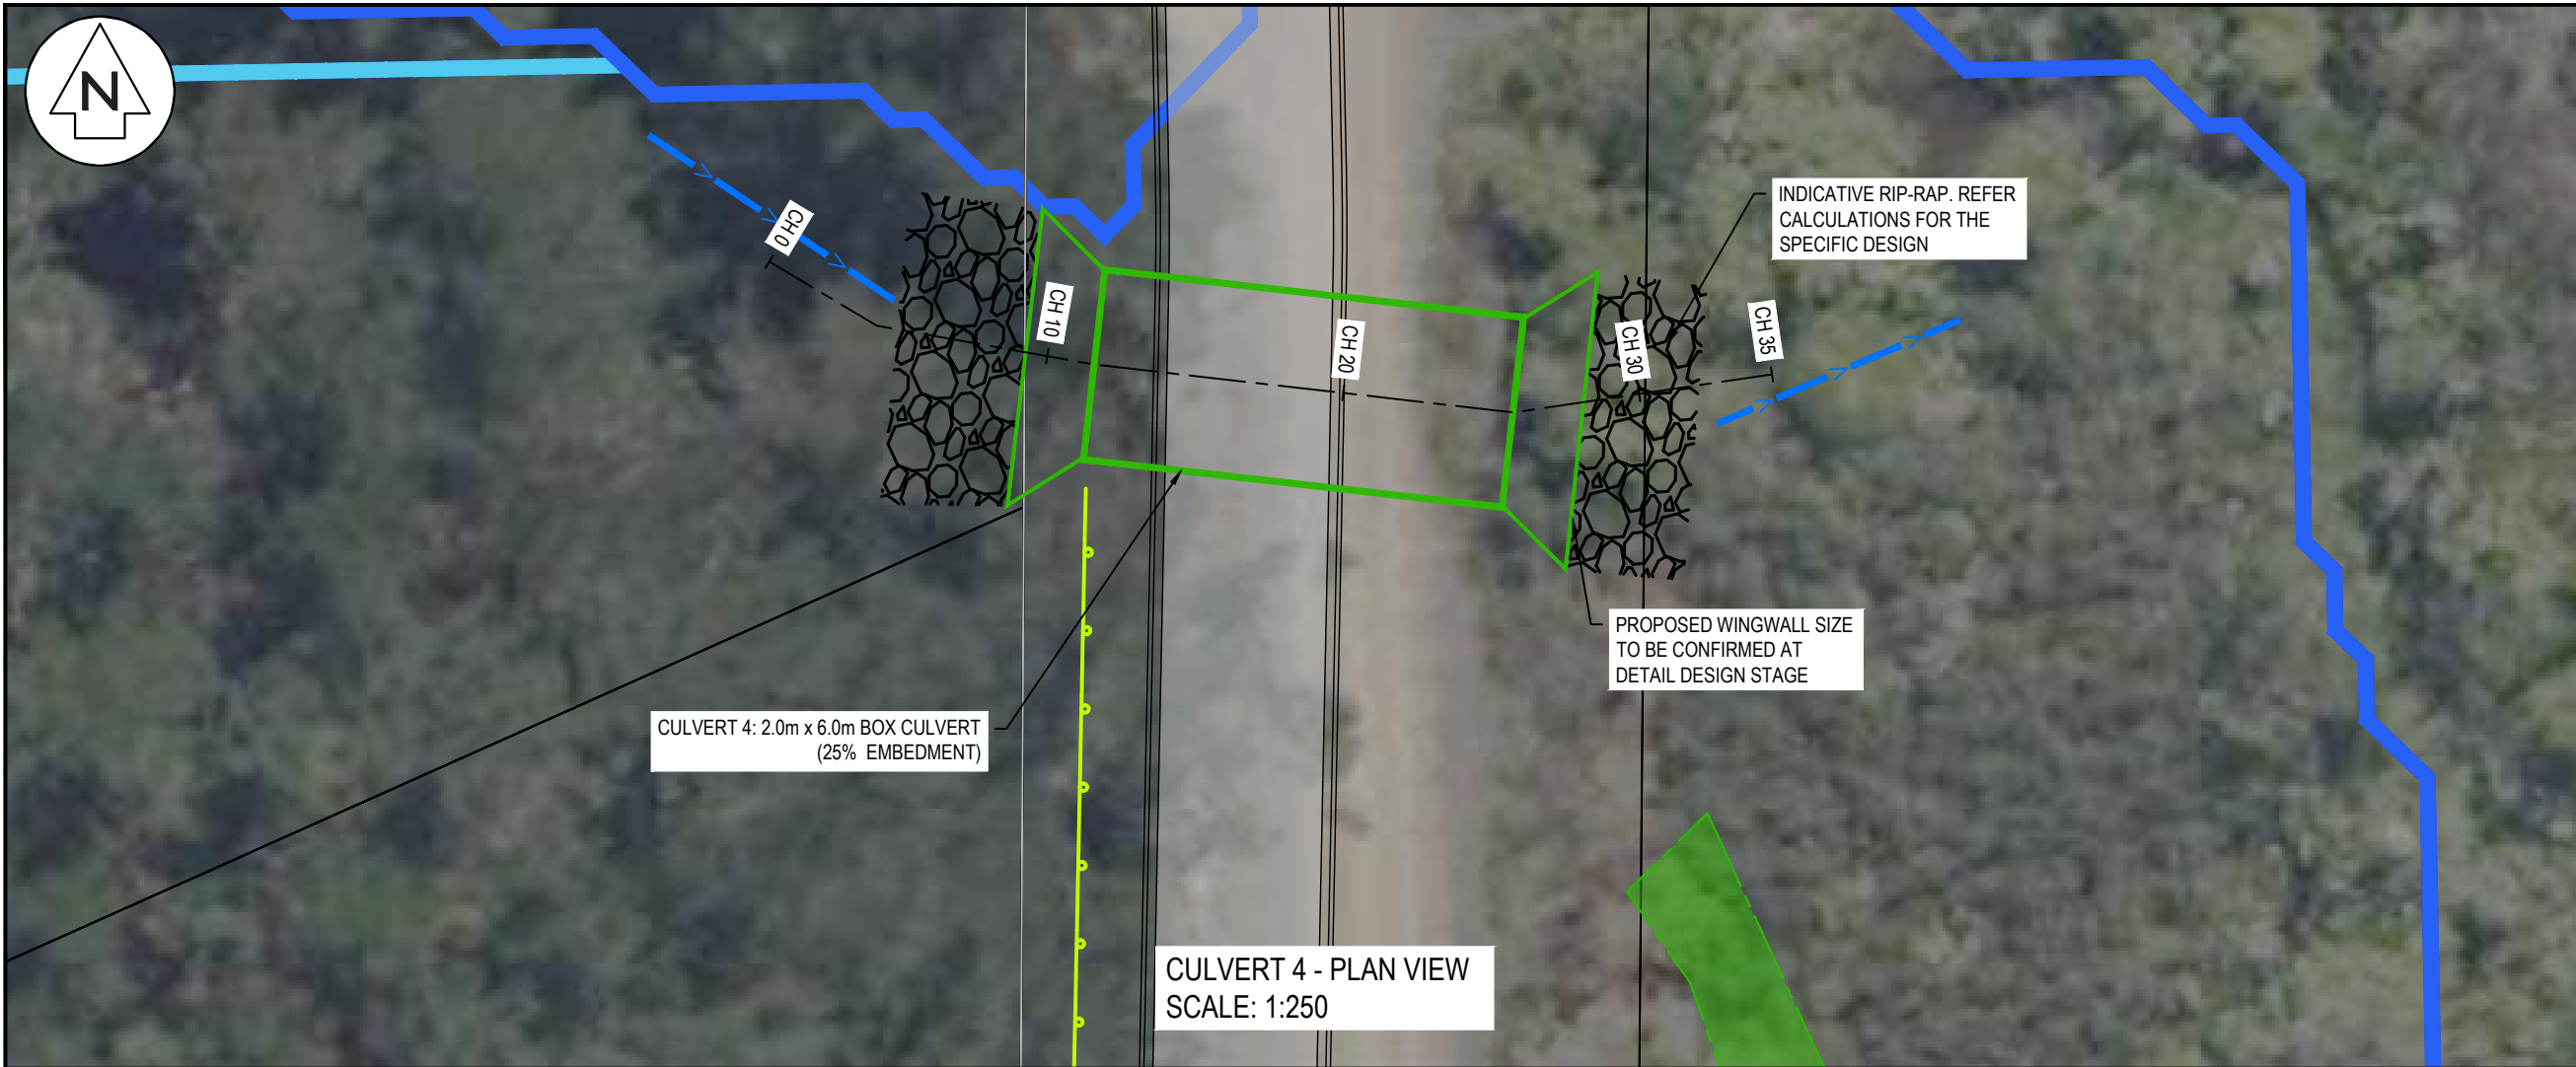 N
CH 0
CH 10
CH 20
CH 30
CH 35
INDICATIVE RIP-RAP. REFER
CALCULATIONS FOR THE
SPECIFIC DESIGN
PROPOSED WINGWALL SIZE
TO BE CONFIRMED AT
DETAIL DESIGN STAGE
CULVERT 4: 2.0m x 6.0m BOX CULVERT
(25% EMBEDMENT)
CULVERT 4 - PLAN VIEW
SCALE: 1:250